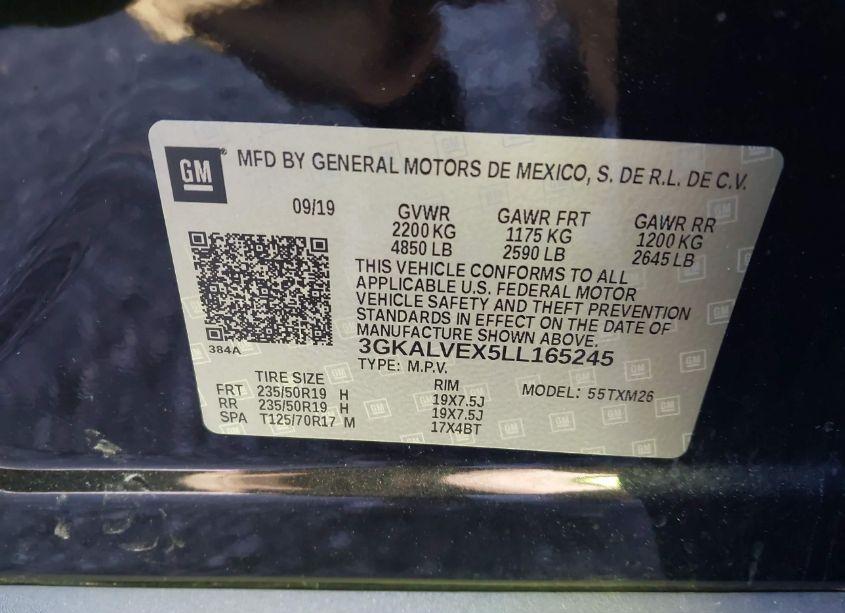 GM MFD BY GENERAL MOTORS DE MEXICO, S. DE R.L. DE C.V.
09/19 GVWR GAWR FRT GAWR RR
2200 KG 1175 KG 1200 KG
4850 LB 2590 LB 2645 LB
THIS VEHICLE CONFORMS TO ALL
APPLICABLE U.S. FEDERAL MOTOR
VEHICLE SAFETY AND THEFT PREVENTION
STANDARDS IN EFFECT ON THE DATE OF
MANUFACTURE SHOWN ABOVE.
384A 3GKALVEX5LL165245
TYPE: M.P.V.
TIRE SIZE RIM MODEL: 55TXM26
FRT 235/50R19 H 19X7.5J
RR 235/50R19 H 19X7.5J
SPA T125/70R17 M 17X4BT